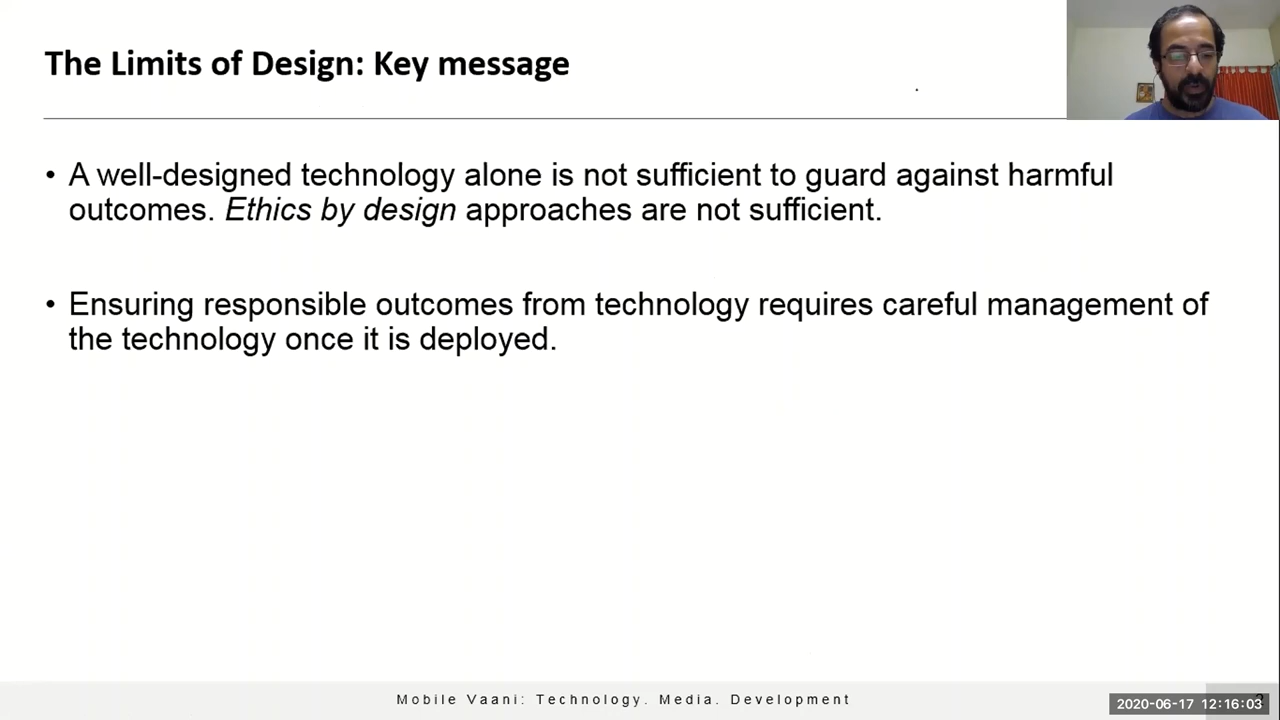 The Limits of Design: Key message
• A well-designed technology alone is not sufficient to guard against harmful
outcomes. Ethics by design approaches are not sufficient.
• Ensuring responsible outcomes from technology requires careful management of
the technology once it is deployed.
Mobile Vaani: Technology. Media. Development
2020-06-17 12:16:03